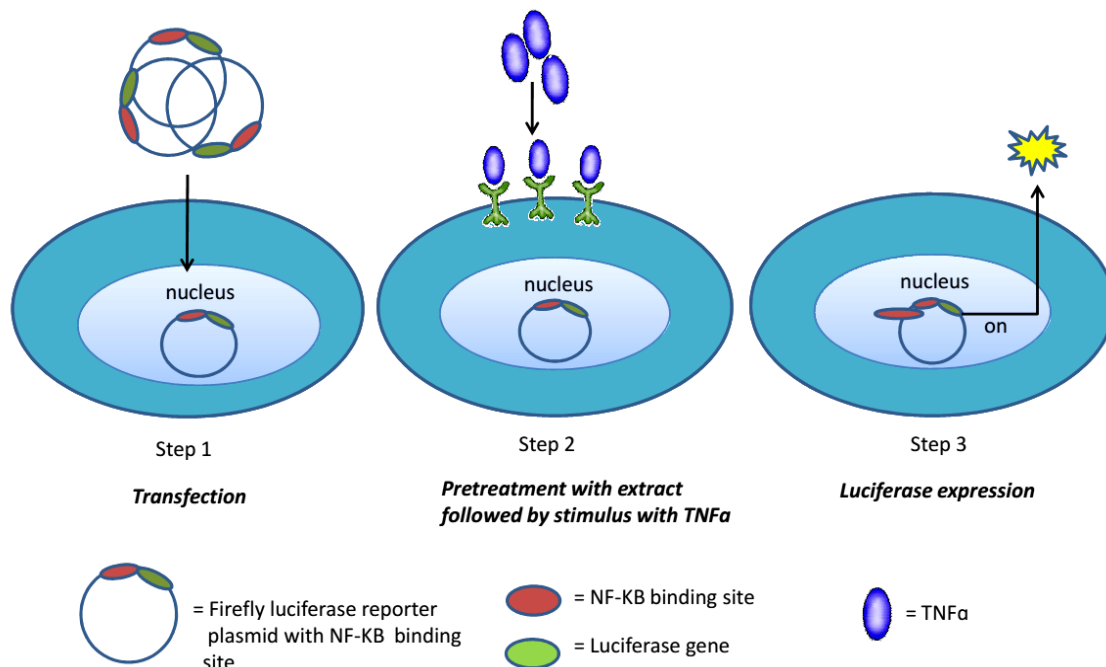 nucleus
nucleus
nucleus
on
Step 1
Step 2
Step 3
Transfection
Pretreatment with extract
followed by stimulus with TNFα
Luciferase expression
= Firefly luciferase reporter
plasmid with NF-KB binding
site
= NF-KB binding site
= Luciferase gene
= TNFα